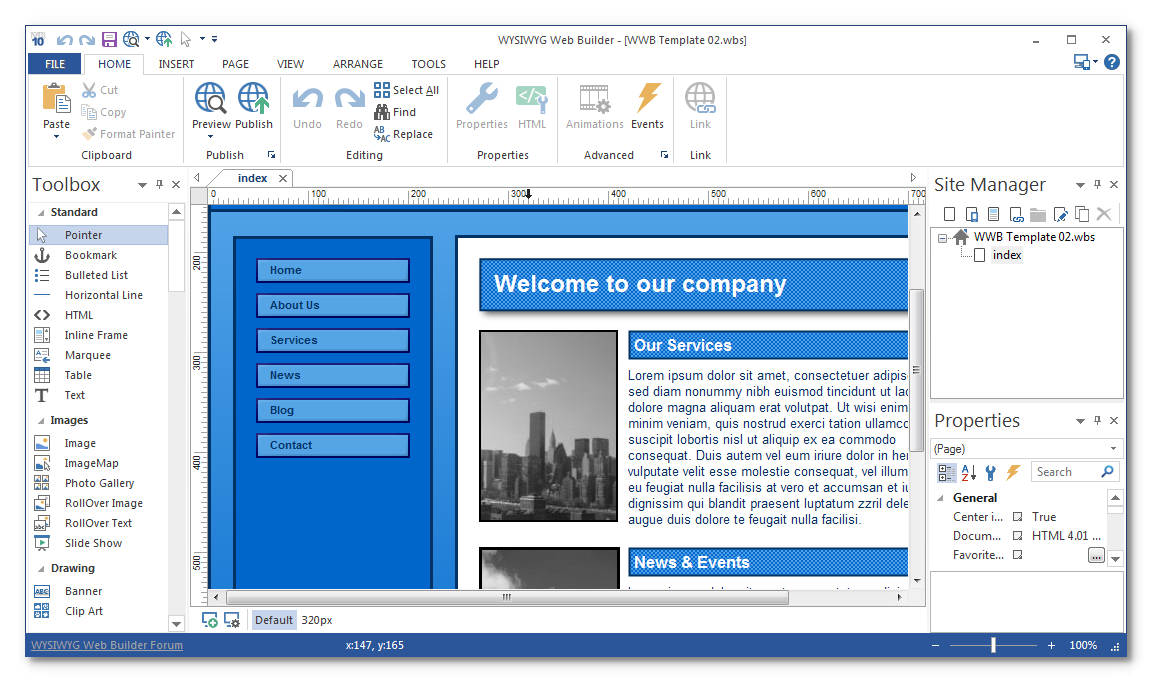 WYSIWYG Web Builder - [WWB Template 02.wbs]
FILE HOME INSERT PAGE VIEW ARRANGE TOOLS HELP
Paste
Cut
Copy
Format Painter
Clipboard
Preview Publish
Publish
Undo Redo
Select All
Find
Replace
Editing
Properties HTML
Properties
Animations Events
Advanced
Link
Link
Toolbox
Standard
Pointer
Bookmark
Bulleted List
Horizontal Line
HTML
Inline Frame
Marquee
Table
Text
Images
Image
ImageMap
Photo Gallery
RollOver Image
RollOver Text
Slide Show
Drawing
Banner
Clip Art
index
0 100 200 300 400 500 600 700
200
300
400
500
Home
About Us
Services
News
Blog
Contact
Welcome to our company
Our Services
Lorem ipsum dolor sit amet, consectetuer adipis
sed diam nonummy nibh euismod tincidunt ut lao
dolore magna aliquam erat volutpat. Ut wisi enim
minim veniam, quis nostrud exerci tation ullamco
suscipit lobortis nisl ut aliquip ex ea commodo
consequat. Duis autem vel eum iriure dolor in hen
vulputate velit esse molestie consequat, vel illum
eu feugiat nulla facilisis at vero et accumsan et iu
dignissim qui blandit praesent luptatum zzril dele
augue duis dolore te feugait nulla facilisi.
News & Events
Default 320px
Site Manager
WWB Template 02.wbs
index
Properties
(Page)
Search
General
Center i... True
Docum... HTML 4.01 ...
Favorite... ...
WYSIWYG Web Builder Forum
x:147, y:165
100%